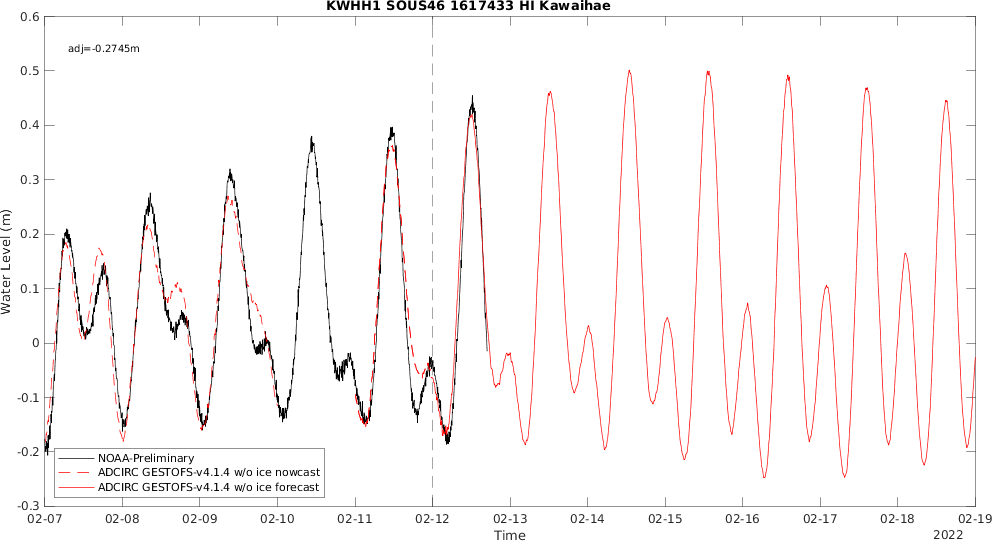 KWHH1 SOUS46 1617433 HI Kawaihae
adj=-0.2745m
0.6
0.5
0.4
0.3
0.2
0.1
0
-0.1
-0.2
-0.3
Water Level (m)
NOAA-Preliminary
ADCIRC GESTOFS-v4.1.4 w/o ice nowcast
ADCIRC GESTOFS-v4.1.4 w/o ice forecast
02-07 02-08 02-09 02-10 02-11 02-12 02-13 02-14 02-15 02-16 02-17 02-18 02-19
Time
2022